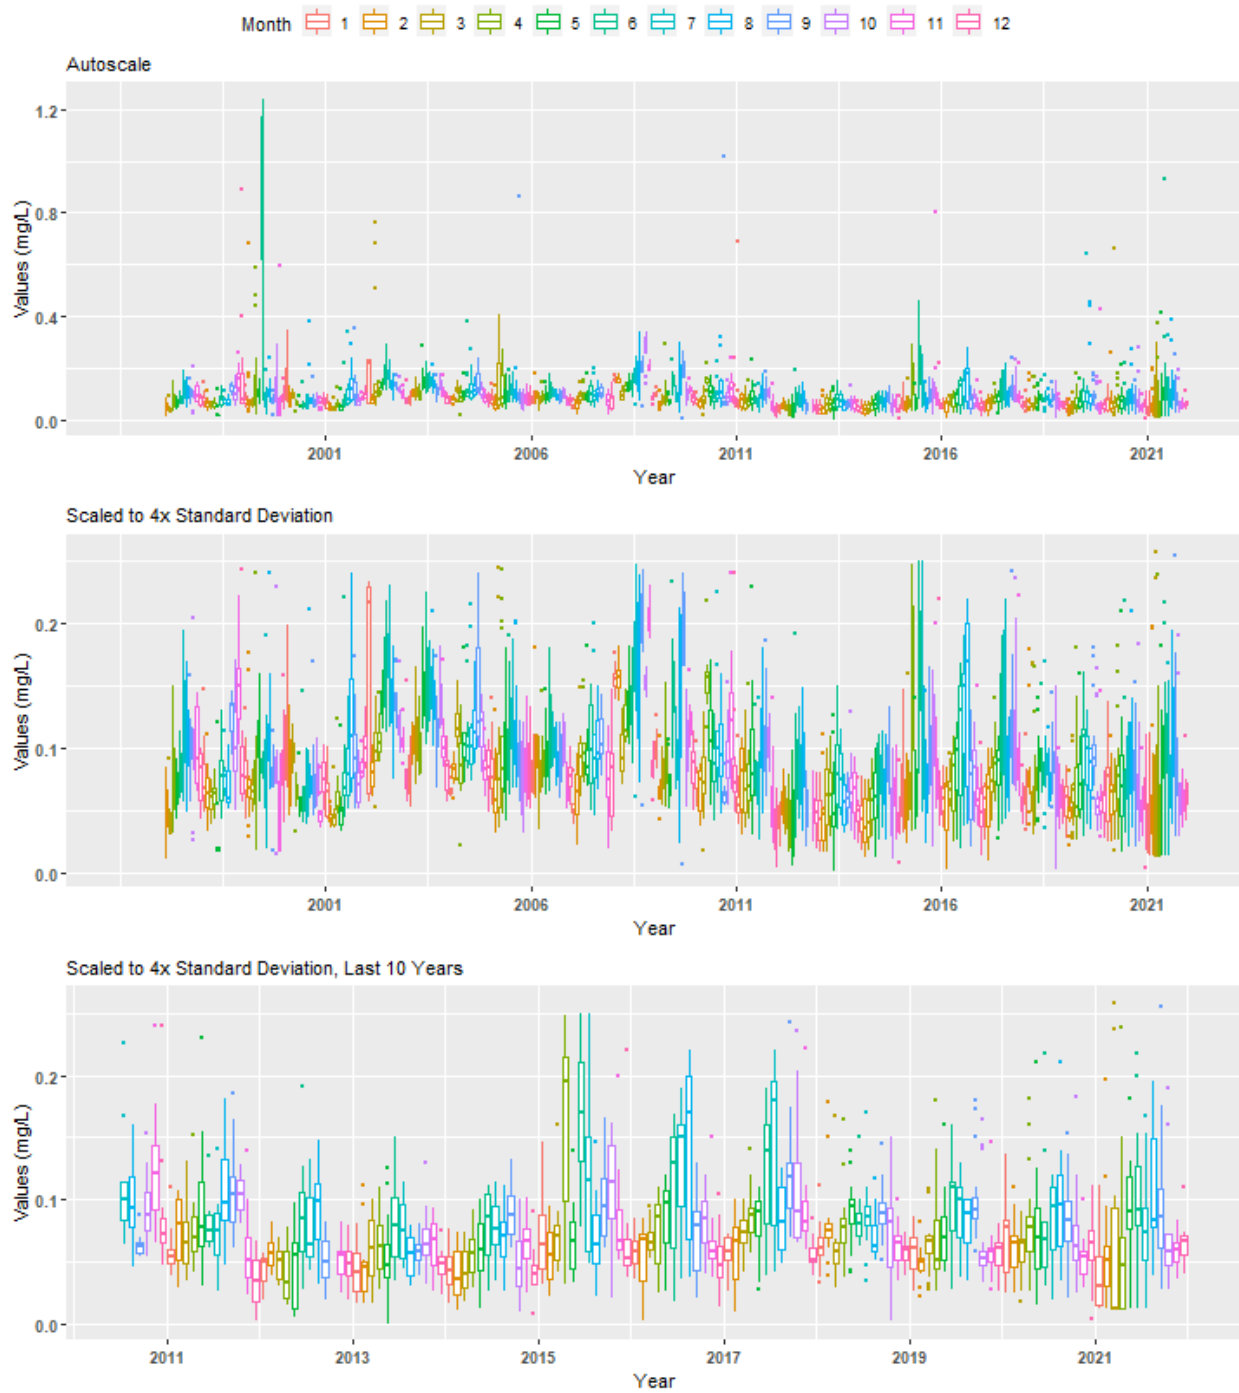 Month 1 2 3 4 5 6 7 8 9 10 11 12
Autoscale
Values (mg/L)
1.2
0.8
0.4
0.0
2001 2006 2011 2016 2021
Year
Scaled to 4x Standard Deviation
Values (mg/L)
0.2
0.1
0.0
2001 2006 2011 2016 2021
Year
Scaled to 4x Standard Deviation, Last 10 Years
Values (mg/L)
0.2
0.1
0.0
2011 2013 2015 2017 2019 2021
Year